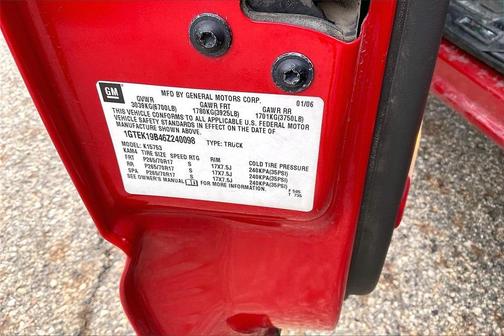 GM
MFD BY GENERAL MOTORS CORP. 01/06
GVWR GAWR FRT GAWR RR
3039KG(6700LB) 1780KG(3925LB) 1701KG(3750LB)
THIS VEHICLE CONFORMS TO ALL APPLICABLE U.S. FEDERAL MOTOR
VEHICLE SAFETY STANDARDS IN EFFECT ON THE DATE OF
MANUFACTURE SHOWN ABOVE.
1GTEK19B46Z240098 TYPE: TRUCK
MODEL: K15753
KAM4 TIRE SIZE SPEED RTG RIM COLD TIRE PRESSURE
FRT P265/70R17 S 17X7.5J 240KPA(35PSI)
RR P265/70R17 S 17X7.5J 240KPA(35PSI)
SPA P265/70R17 S 17X7.5J 240KPA(35PSI)
SEE OWNER'S MANUAL